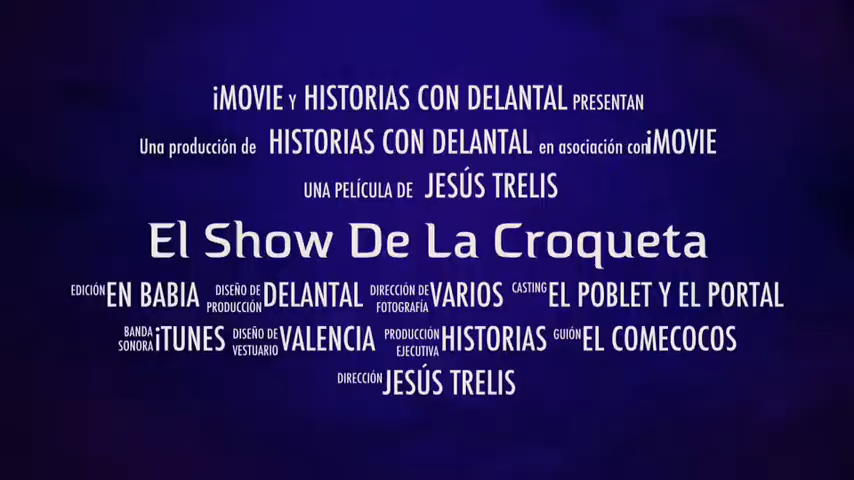 iMOVIE Y HISTORIAS CON DELANTAL PRESENTAN
Una producción de HISTORIAS CON DELANTAL en asociación con iMOVIE
UNA PELÍCULA DE JESÚS TRELIS
El Show De La Croqueta
EDICIÓN EN BABIA DISEÑO DE PRODUCCIÓN DELANTAL DIRECCIÓN DE FOTOGRAFÍA VARIOS CASTING EL POBLET Y EL PORTAL
BANDA SONORA iTUNES DISEÑO DE VESTUARIO VALENCIA PRODUCCIÓN EJECUTIVA HISTORIAS GUIÓN EL COMECOCOS
DIRECCIÓN JESÚS TRELIS